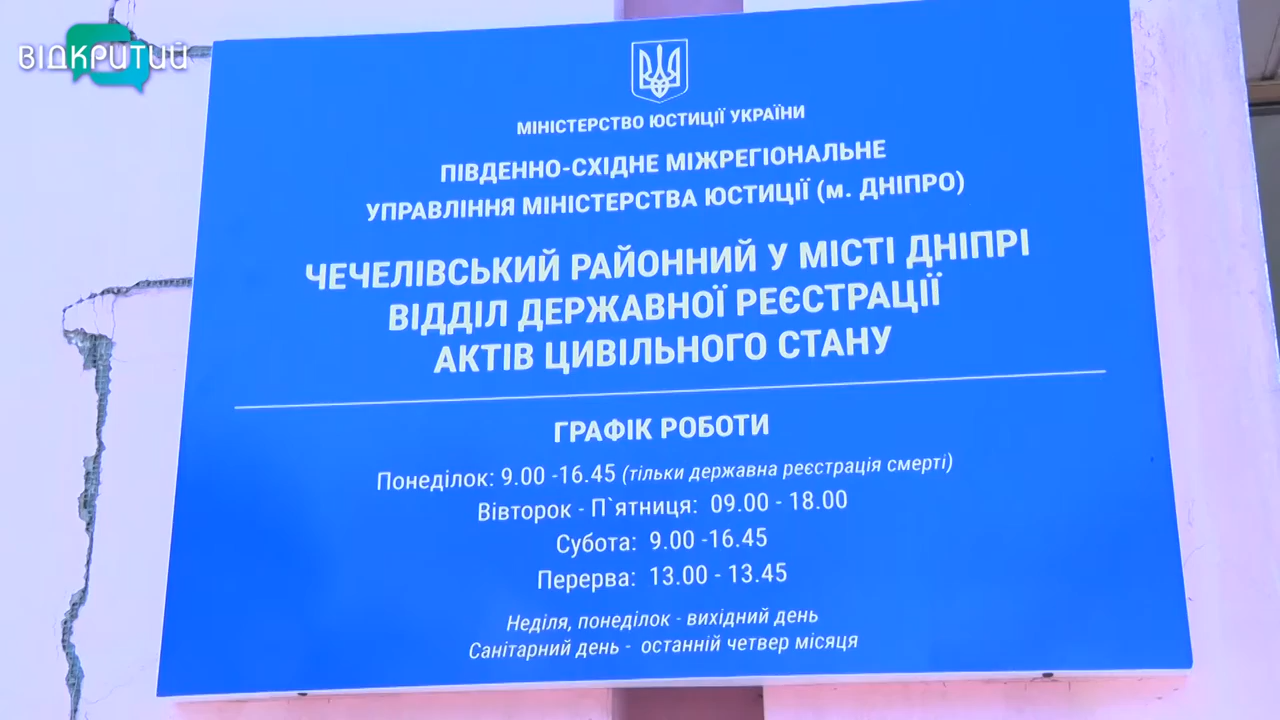 ВІДКРИТИЙ
МІНІСТЕРСТВО ЮСТИЦІЇ УКРАЇНИ
ПІВДЕННО-СХІДНЕ МІЖРЕГІОНАЛЬНЕ
УПРАВЛІННЯ МІНІСТЕРСТВА ЮСТИЦІЇ (м. ДНІПРО)
ЧЕЧЕЛІВСЬКИЙ РАЙОННИЙ У МІСТІ ДНІПРІ
ВІДДІЛ ДЕРЖАВНОЇ РЕЄСТРАЦІЇ
АКТІВ ЦИВІЛЬНОГО СТАНУ
ГРАФІК РОБОТИ
Понеділок: 9.00 -16.45 (тільки державна реєстрація смерті)
Вівторок - П`ятниця: 09.00 - 18.00
Субота: 9.00 -16.45
Перерва: 13.00 - 13.45
Неділя, понеділок - вихідний день
Санітарний день - останній четвер місяця